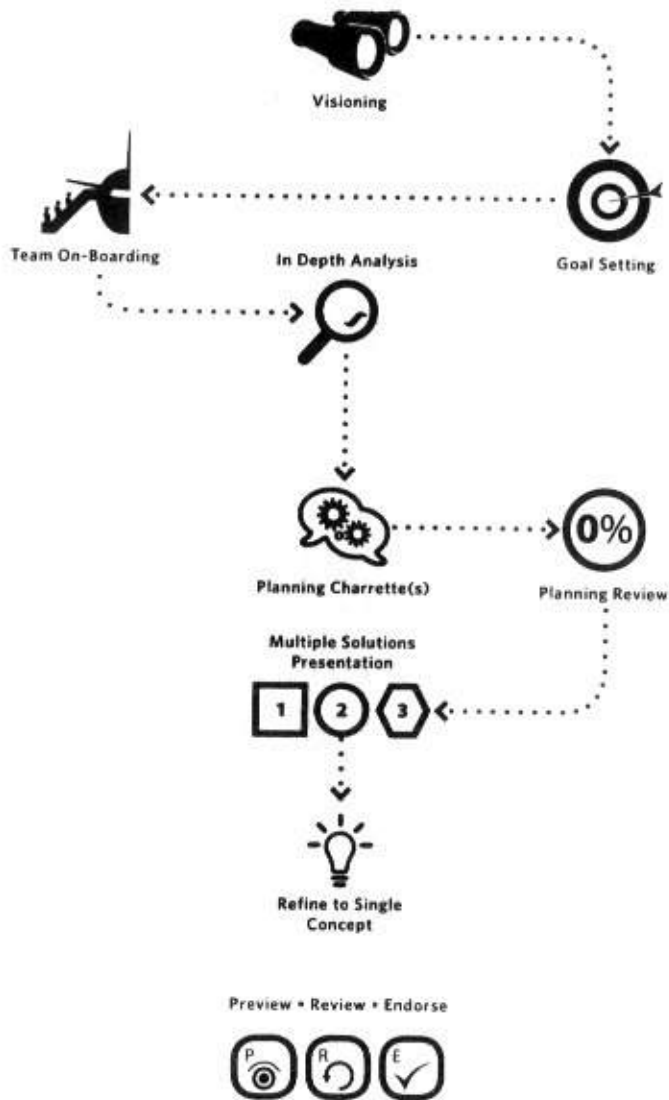 Visioning
Team On-Boarding
Goal Setting
In Depth Analysis
Planning Charrette(s)
0%
Planning Review
Multiple Solutions
Presentation
1 2 3
Refine to Single
Concept
Preview • Review • Endorse
P R E